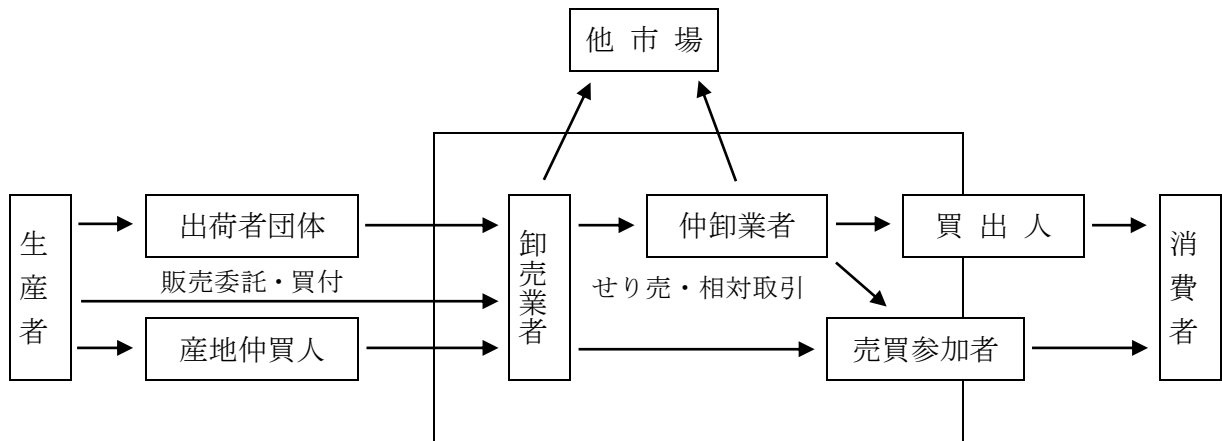 他市場
生産者
出荷者団体
販売委託・買付
産地仲買人
卸売業者
仲卸業者
せり売・相対取引
買出人
売買参加者
消費者